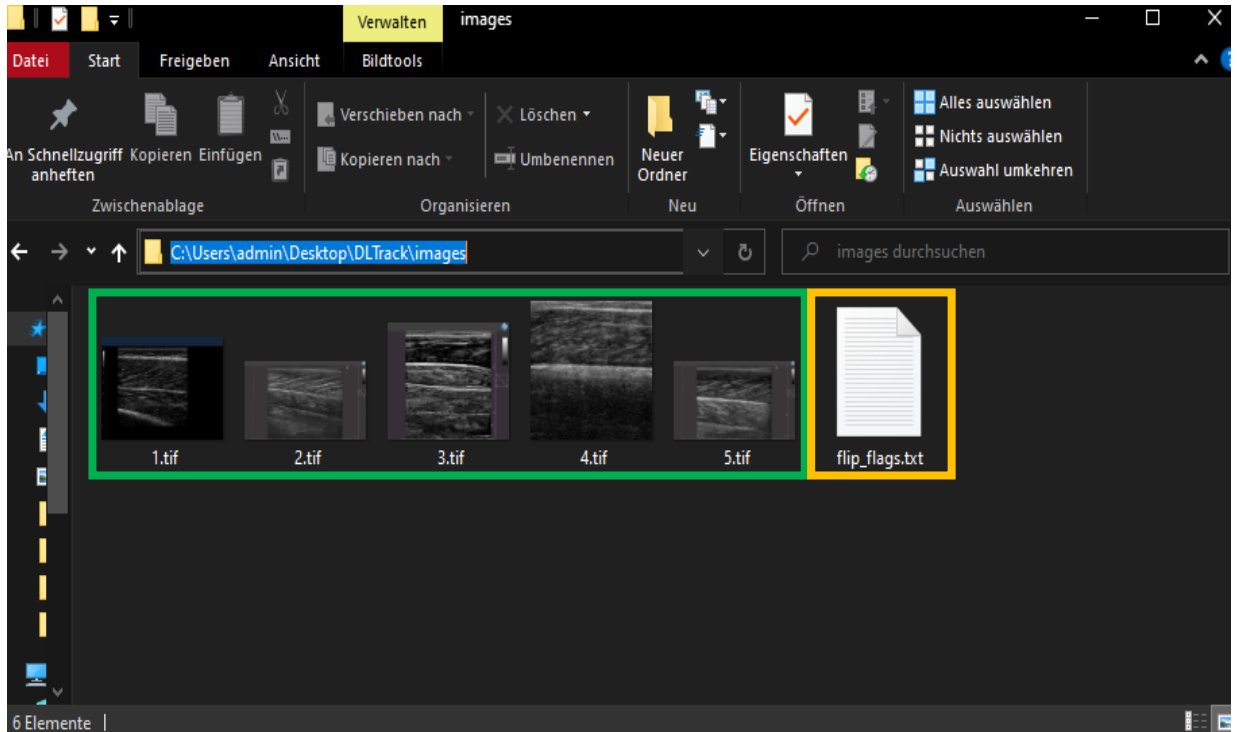 Verwalten images
Datei Start Freigeben Ansicht Bildtools
An Schnellzugriff
anheften
Kopieren
Einfügen
Verschieben nach
Kopieren nach
Löschen
Umbenennen
Neuer
Ordner
Eigenschaften
Alles auswählen
Nichts auswählen
Auswahl umkehren
Zwischenablage Organisieren Neu Öffnen Auswählen
C:\Users\admin\Desktop\DLTrack\images
images durchsuchen
1.tif 2.tif 3.tif 4.tif 5.tif flip_flags.txt
6 Elemente